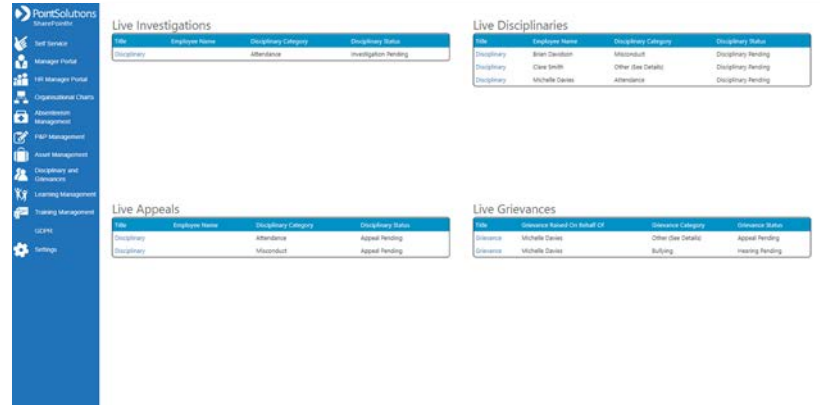 PointSolutions
SharePointHR
Self Service
Manager Portal
HR Manager Portal
Organisational Charts
Absenteeism
Management
P&P Management
Asset Management
Disciplinary and
Grievances
Learning Management
Training Management
GDPR
Settings
Live Investigations
Title Employee Name Disciplinary Category Disciplinary Status
Disciplinary Attendance Investigation Pending
Live Disciplinaries
Title Employee Name Disciplinary Category Disciplinary Status
Disciplinary Brian Davidson Misconduct Disciplinary Pending
Disciplinary Clare Smith Other (See Details) Disciplinary Pending
Disciplinary Michelle Davies Attendance Disciplinary Pending
Live Appeals
Title Employee Name Disciplinary Category Disciplinary Status
Disciplinary Attendance Appeal Pending
Disciplinary Misconduct Appeal Pending
Live Grievances
Title Grievance Raised On Behalf Of Grievance Category Grievance Status
Grievance Michelle Davies Other (See Details) Appeal Pending
Grievance Michelle Davies Bullying Hearing Pending